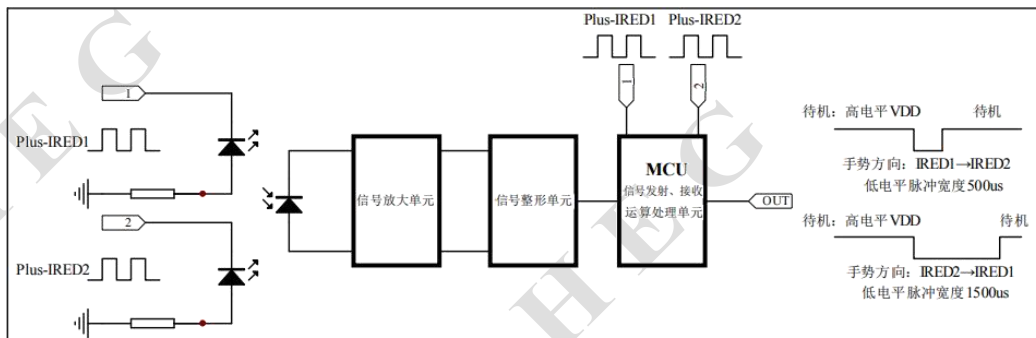 Plus-IRED1
Plus-IRED2
1
2
1
Plus-IRED1
2
Plus-IRED2
信号放大单元
信号整形单元
MCU
信号发射、接收
运算处理单元
OUT
待机：高电平VDD 待机
手势方向：IRED1→IRED2
低电平脉冲宽度500us
待机：高电平VDD 待机
手势方向：IRED2→IRED1
低电平脉冲宽度1500us
H E G
H E G